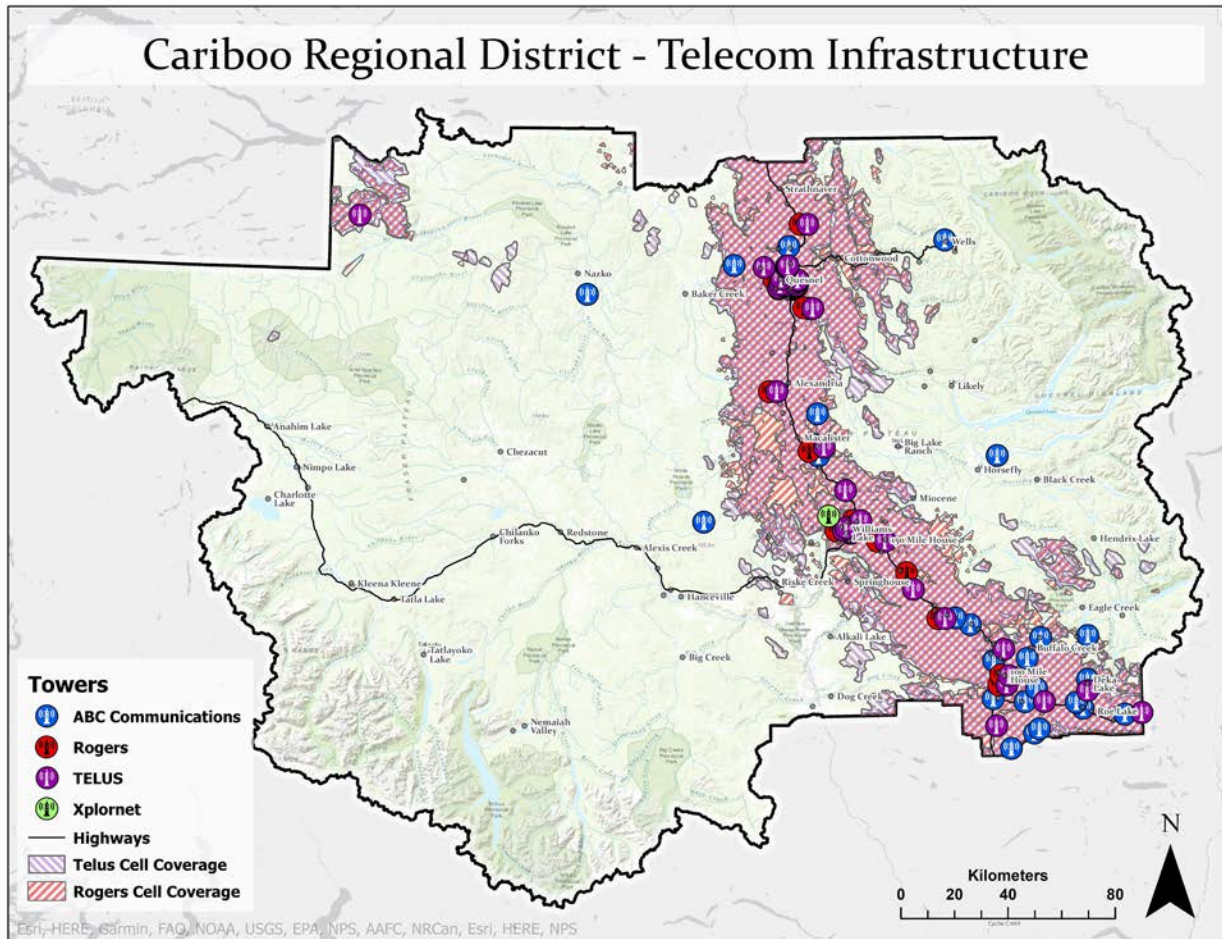 Cariboo Regional District - Telecom Infrastructure
Strathnaver
Wells
Cottonwood
Nazko
Quesnel
Baker Creek
Alexandria
Likely
Anahim Lake
Macalister
Big Lake
Ranch
Nimpo Lake
Chezacut
Horsefly
Black Creek
Charlotte
Lake
Miocene
Williams
Lake
150 Mile House
Chilanko
Forks
Redstone
Alexis Creek
Hendrix Lake
Kleena Kleene
Riske Creek
Springhouse
Tatla Lake
Hanceville
Eagle Creek
Alkali Lake
Tatlayoko
Lake
Big Creek
Buffalo Creek
100 Mile
House
Deka
Lake
Dog Creek
Roe Lake
Nemaiah
Valley
FRASER PLATEAU
Towers
ABC Communications
Rogers
TELUS
Xplornet
Highways
Telus Cell Coverage
Rogers Cell Coverage
N
Kilometers
0 20 40 80
Cache Creek
Esri, HERE, Garmin, FAO, NOAA, USGS, EPA, NPS, AAFC, NRCan, Esri, HERE, NPS